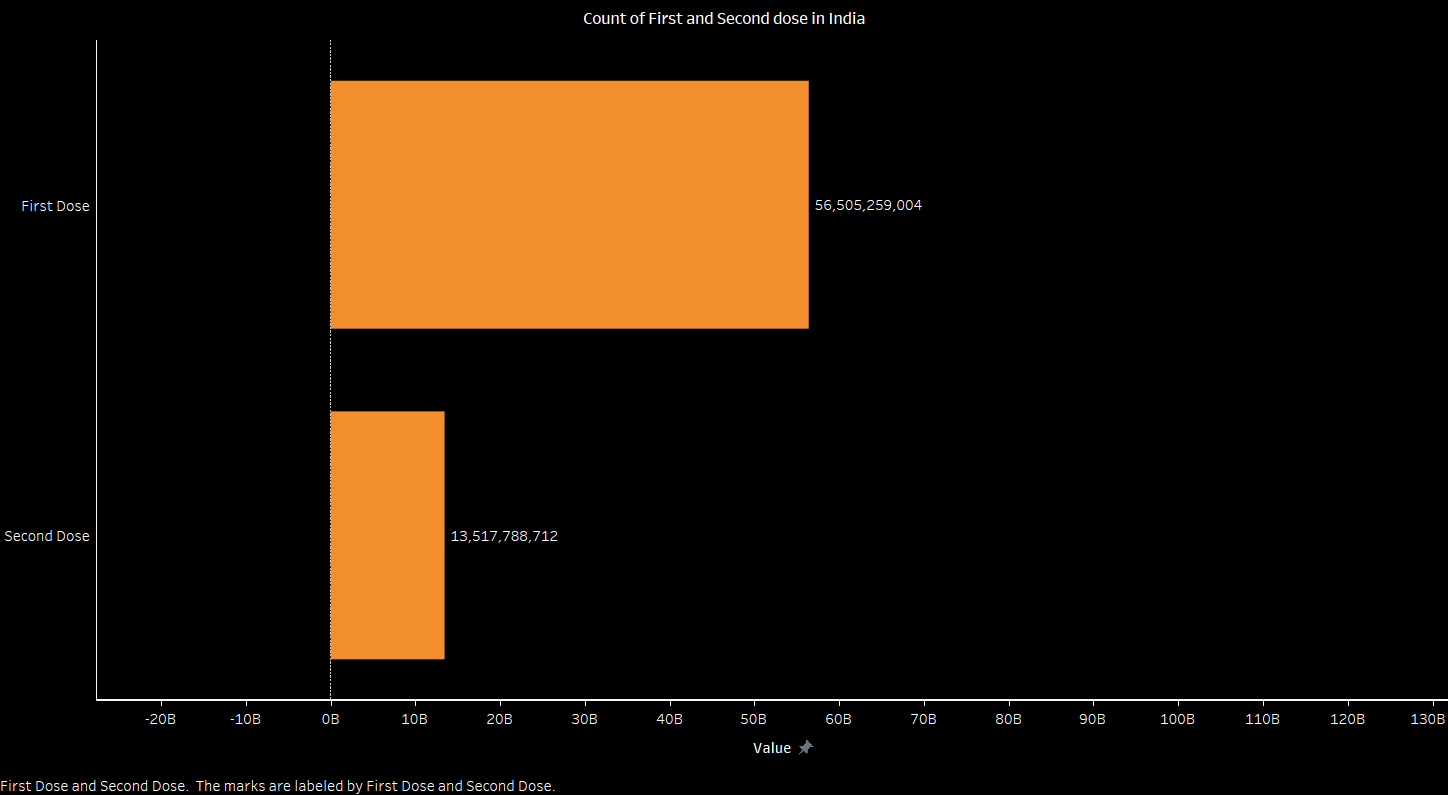 Count of First and Second dose in India
First Dose
56,505,259,004
Second Dose
13,517,788,712
-20B -10B 0B 10B 20B 30B 40B 50B 60B 70B 80B 90B 100B 110B 120B 130B
Value
First Dose and Second Dose.  The marks are labeled by First Dose and Second Dose.